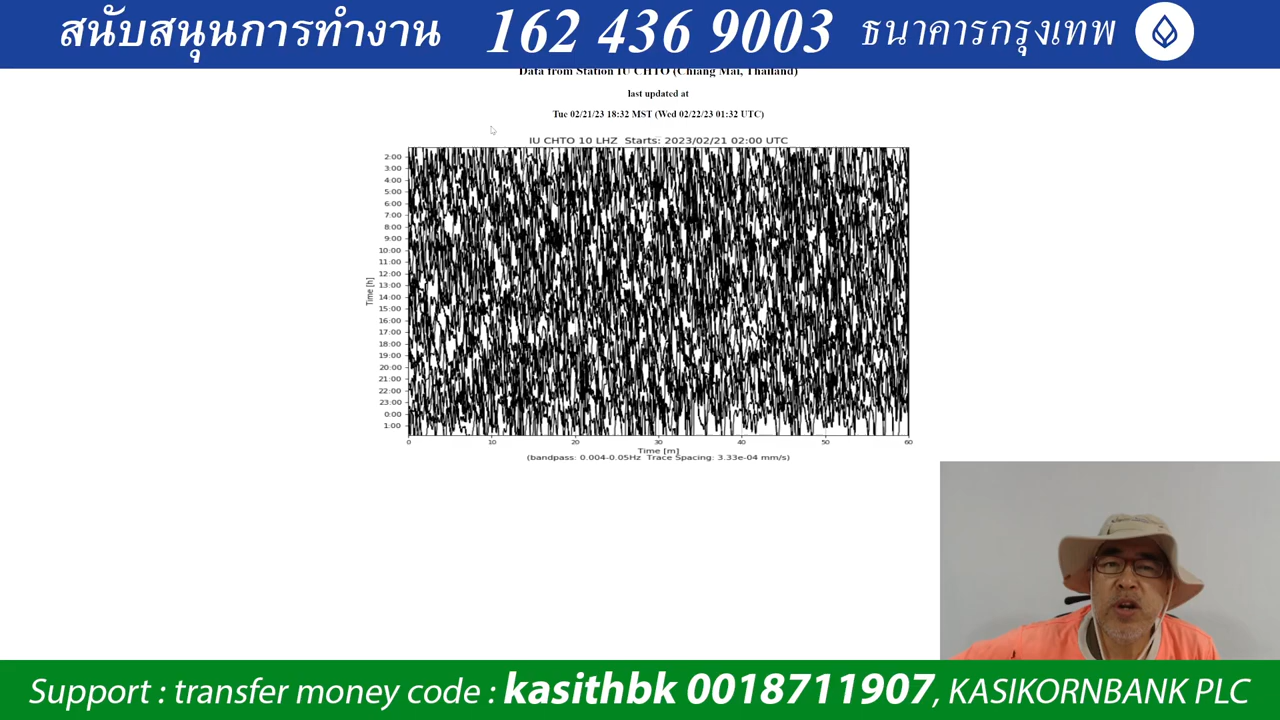 สนับสนุนการทำงาน 162 436 9003 ธนาคารกรุงเทพ
Data from Station IU CHTO (Chiang Mai, Thailand)
last updated at
Tue 02/21/23 18:32 MST (Wed 02/22/23 01:32 UTC)
IU CHTO 10 LHZ Starts: 2023/02/21 02:00 UTC
2:00
3:00
4:00
5:00
6:00
7:00
8:00
9:00
10:00
11:00
12:00
13:00
14:00
15:00
16:00
17:00
18:00
19:00
20:00
21:00
22:00
23:00
0:00
1:00
Time [h]
0 10 20 30 40 50 60
Time [m]
(bandpass: 0.004-0.05Hz Trace Spacing: 3.33e-04 mm/s)
Support : transfer money code : kasithbk 0018711907, KASIKORNBANK PLC